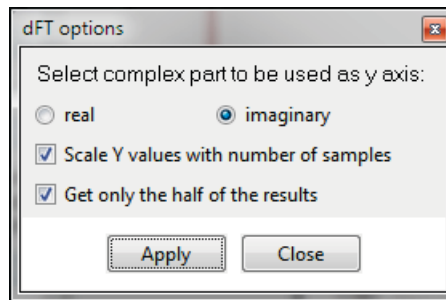 dFT options
Select complex part to be used as y axis:
real imaginary
Scale Y values with number of samples
Get only the half of the results
Apply Close